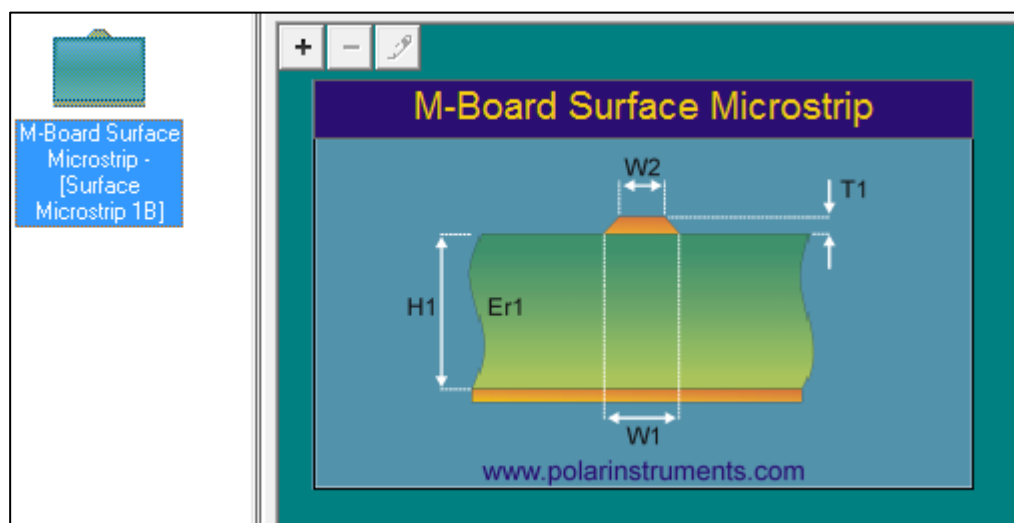 M-Board Surface
Microstrip -
[Surface
Microstrip 1B]
+
−
M-Board Surface Microstrip
W2
T1
H1
Er1
W1
www.polarinstruments.com